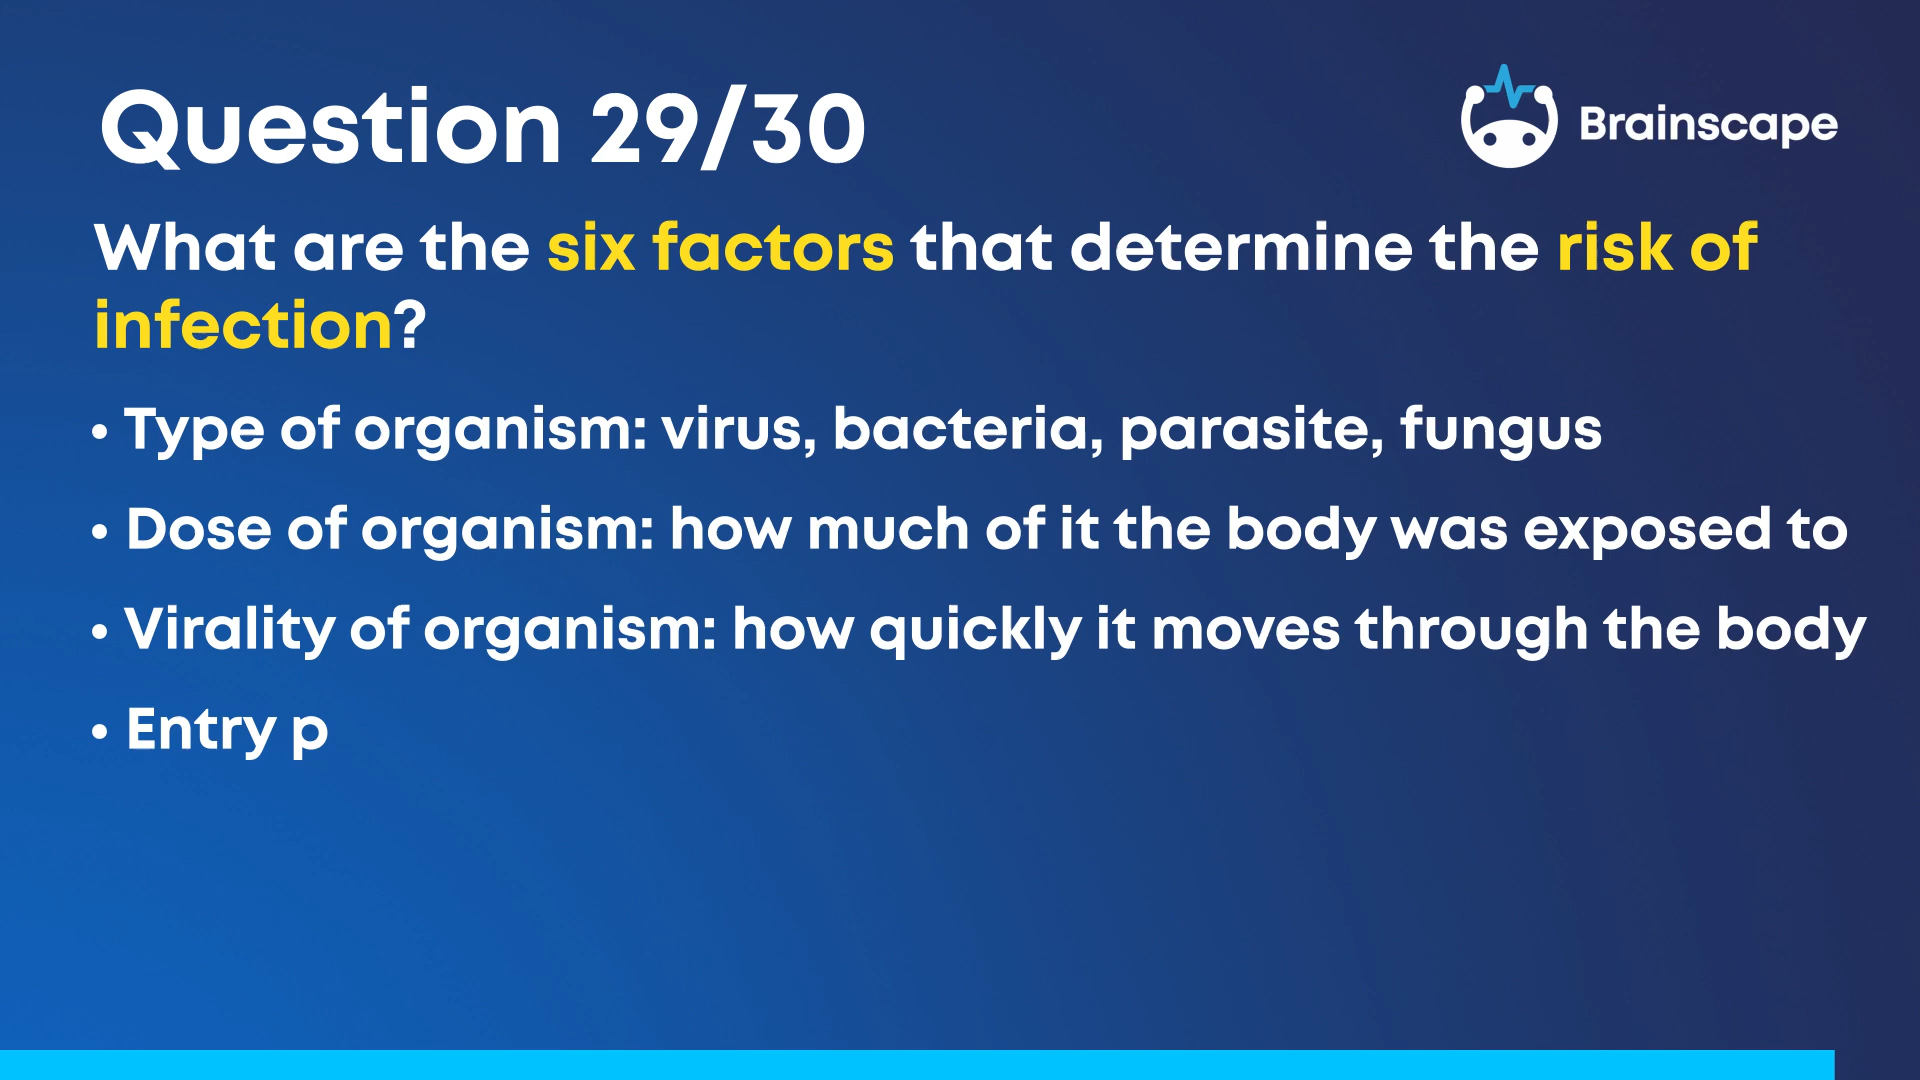 Question 29/30
Brainscape
What are the six factors that determine the risk of
infection?
• Type of organism: virus, bacteria, parasite, fungus
• Dose of organism: how much of it the body was exposed to
• Virality of organism: how quickly it moves through the body
• Entry p